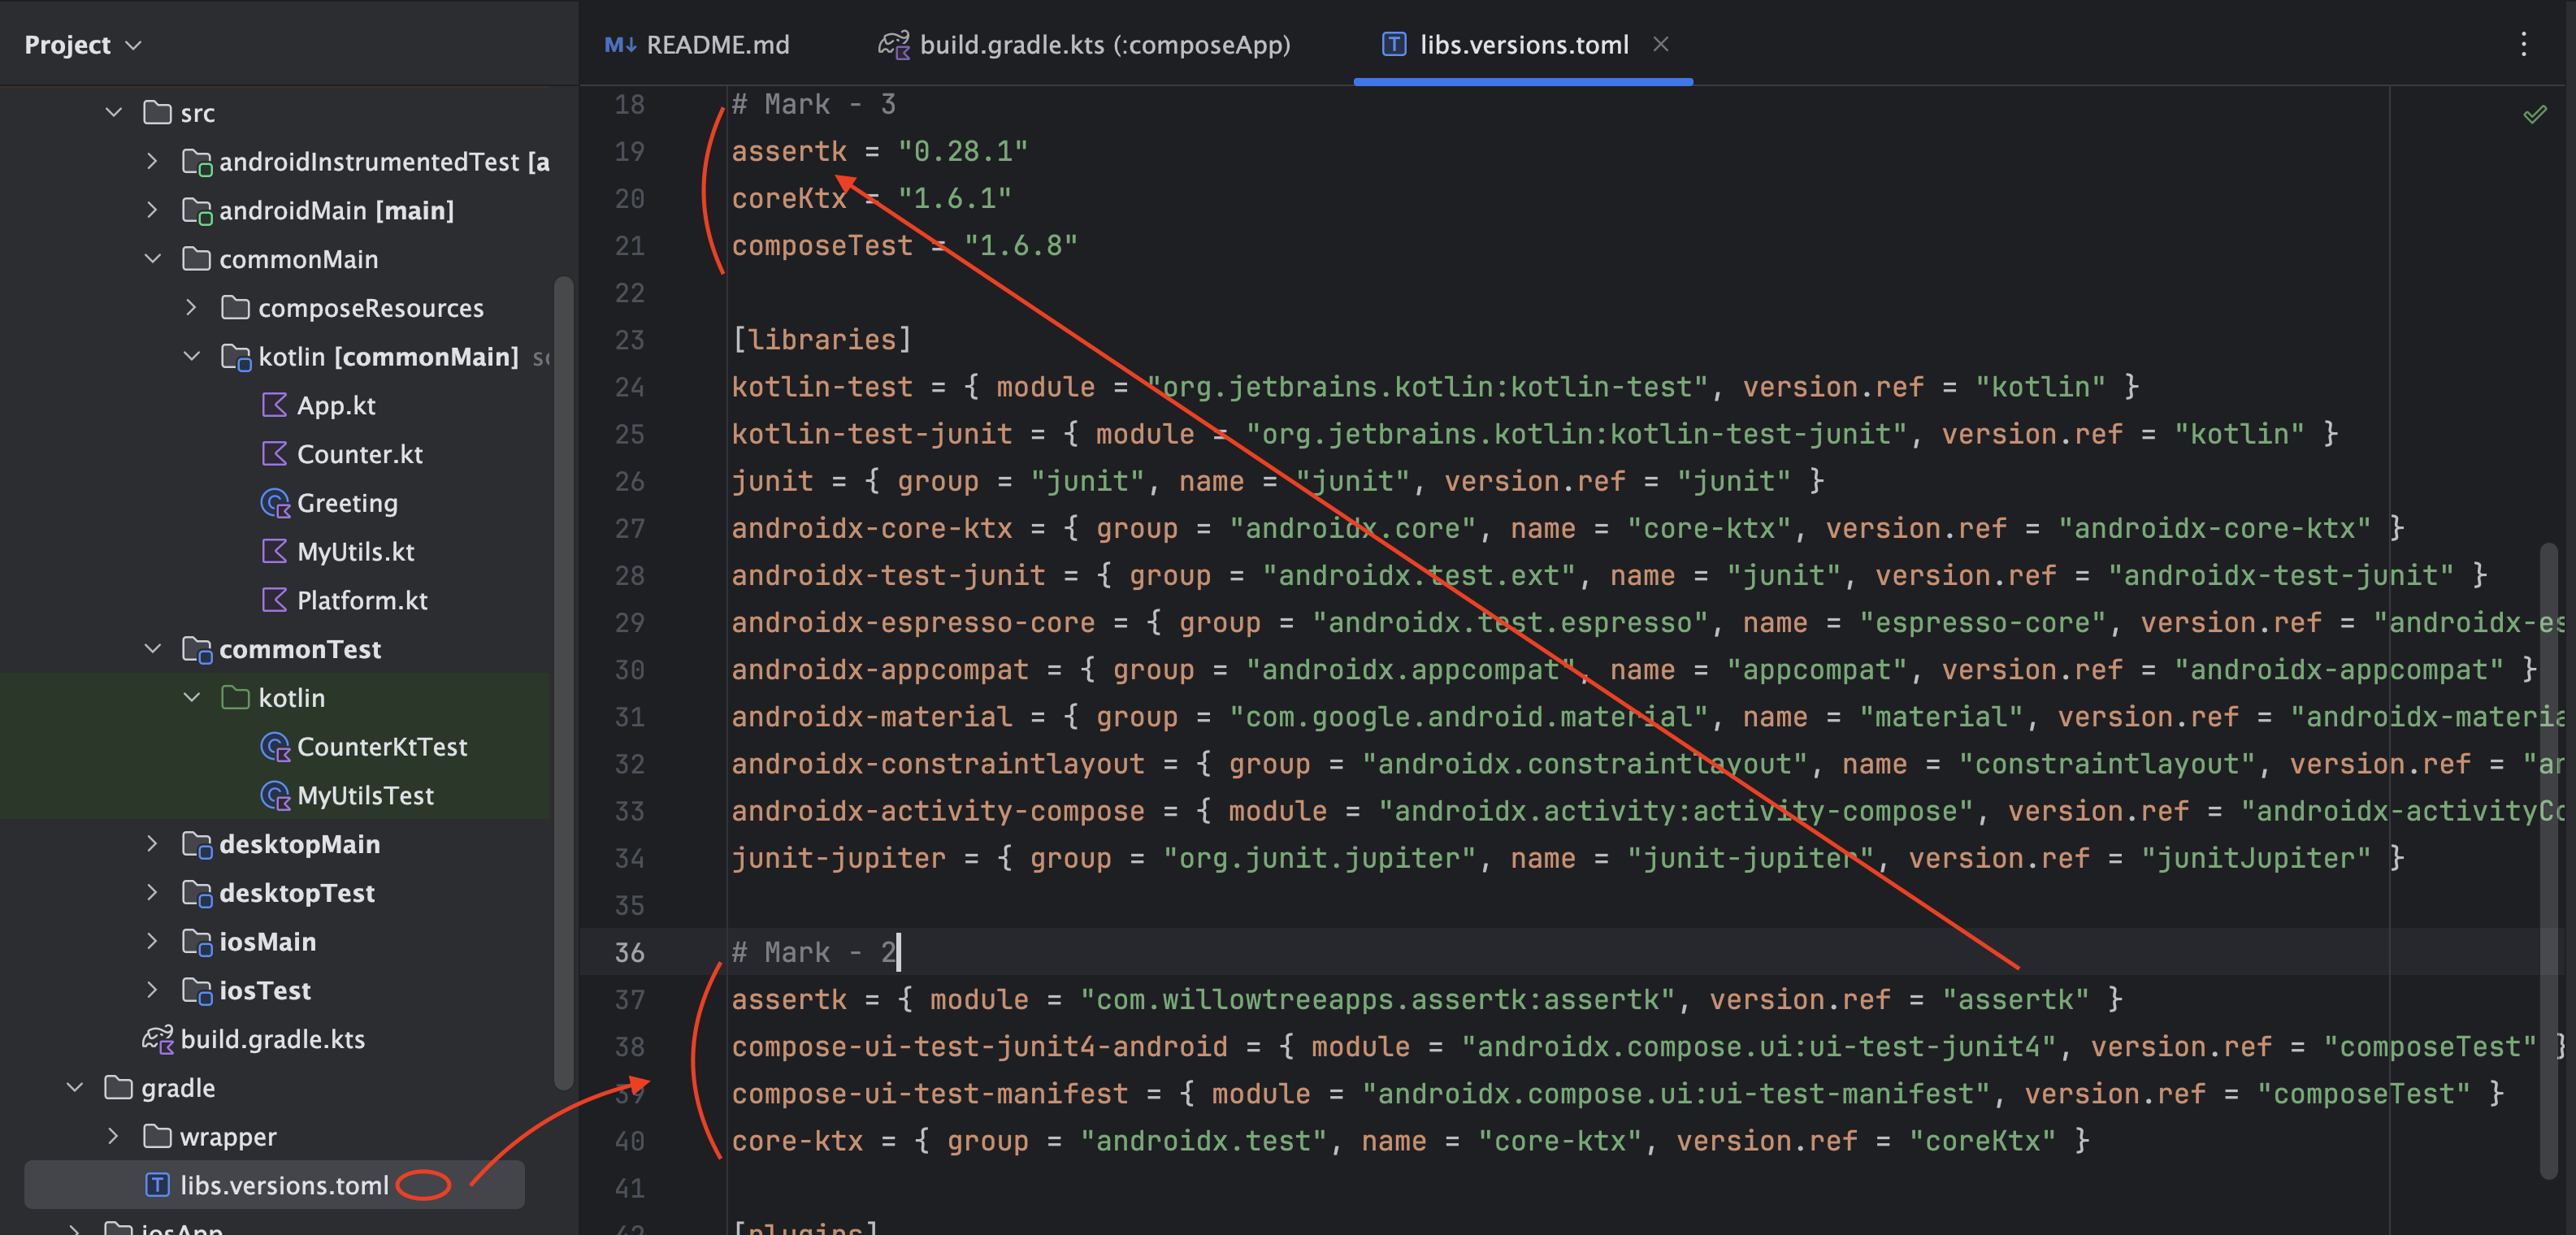 Project
README.md
build.gradle.kts (:composeApp)
libs.versions.toml
src
androidInstrumentedTest [a
androidMain [main]
commonMain
composeResources
kotlin [commonMain]
App.kt
Counter.kt
Greeting
MyUtils.kt
Platform.kt
commonTest
kotlin
CounterKtTest
MyUtilsTest
desktopMain
desktopTest
iosMain
iosTest
build.gradle.kts
gradle
wrapper
libs.versions.toml
iosApp
18 # Mark - 3
19 assertk = "0.28.1"
20 coreKtx = "1.6.1"
21 composeTest = "1.6.8"
22
23 [libraries]
24 kotlin-test = { module = "org.jetbrains.kotlin:kotlin-test", version.ref = "kotlin" }
25 kotlin-test-junit = { module = "org.jetbrains.kotlin:kotlin-test-junit", version.ref = "kotlin" }
26 junit = { group = "junit", name = "junit", version.ref = "junit" }
27 androidx-core-ktx = { group = "androidx.core", name = "core-ktx", version.ref = "androidx-core-ktx" }
28 androidx-test-junit = { group = "androidx.test.ext", name = "junit", version.ref = "androidx-test-junit" }
29 androidx-espresso-core = { group = "androidx.test.espresso", name = "espresso-core", version.ref = "androidx-es
30 androidx-appcompat = { group = "androidx.appcompat", name = "appcompat", version.ref = "androidx-appcompat" }
31 androidx-material = { group = "com.google.android.material", name = "material", version.ref = "androidx-materia
32 androidx-constraintlayout = { group = "androidx.constraintlayout", name = "constraintlayout", version.ref = "an
33 androidx-activity-compose = { module = "androidx.activity:activity-compose", version.ref = "androidx-activityCo
34 junit-jupiter = { group = "org.junit.jupiter", name = "junit-jupiter", version.ref = "junitJupiter" }
35
36 # Mark - 2
37 assertk = { module = "com.willowtreeapps.assertk:assertk", version.ref = "assertk" }
38 compose-ui-test-junit4-android = { module = "androidx.compose.ui:ui-test-junit4", version.ref = "composeTest" }
39 compose-ui-test-manifest = { module = "androidx.compose.ui:ui-test-manifest", version.ref = "composeTest" }
40 core-ktx = { group = "androidx.test", name = "core-ktx", version.ref = "coreKtx" }
41
42 [plugins]